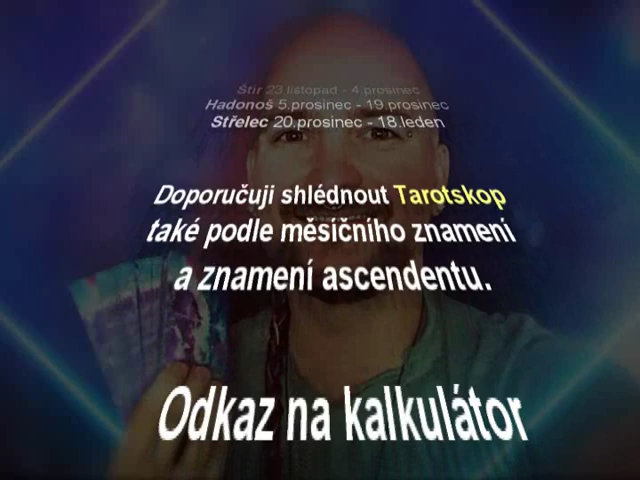 Štír 23.listopad - 4.prosinec
Hadonoš 5.prosinec - 19.prosinec
Střelec 20.prosinec - 18.leden
Doporučuji shlédnout Tarotskop
také podle měsíčního znamení
a znamení ascendentu.
Odkaz na kalkulátor